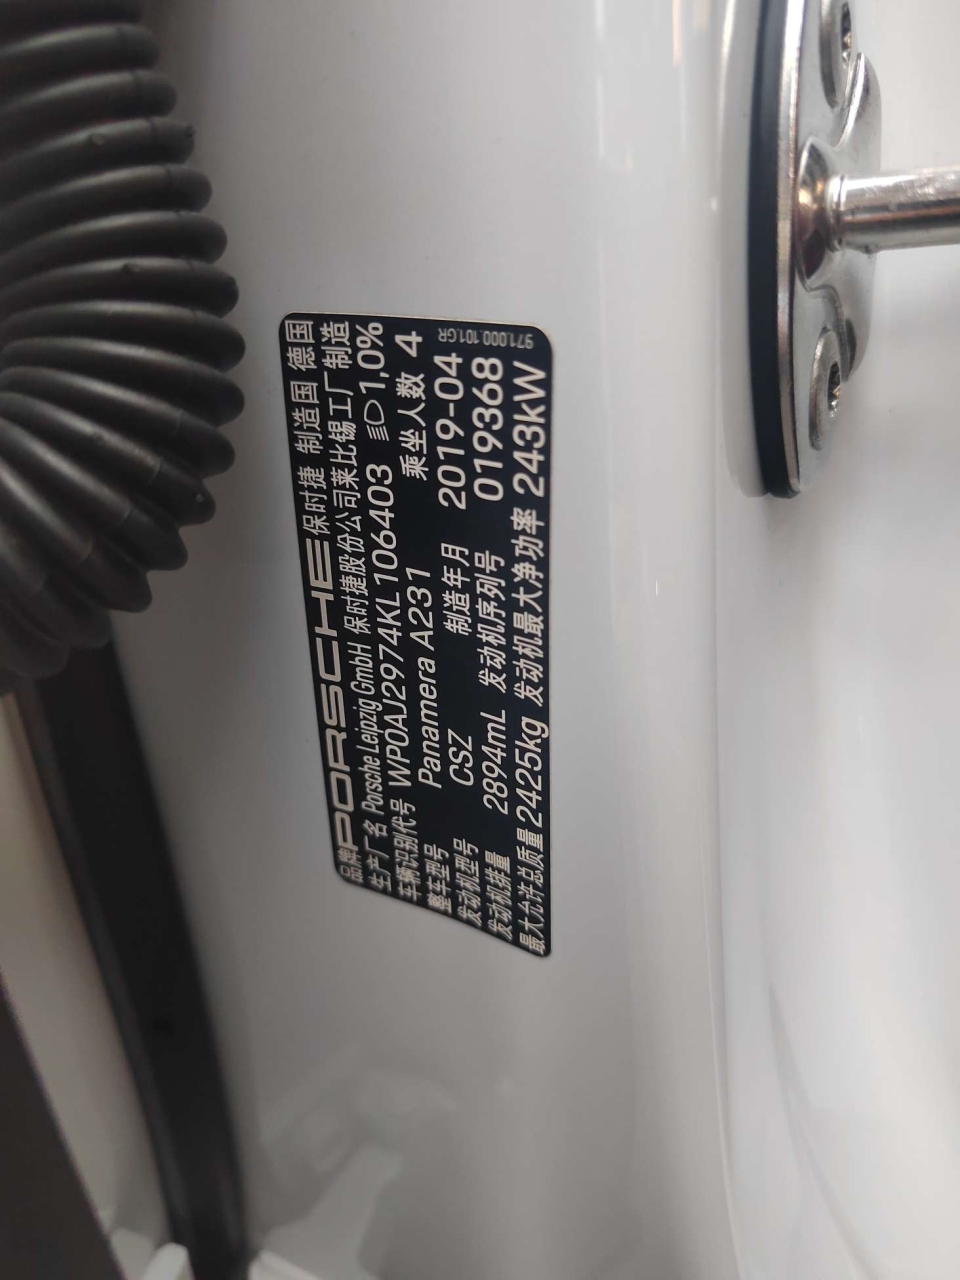 品牌 PORSCHE 保时捷 制造国 德国
生产厂名 Porsche Leipzig GmbH 保时捷股份公司莱比锡工厂制造
车辆识别代号 WP0AJ2974KL106403 1,0%
整车型号 Panamera A231 乘坐人数 4
发动机型号 CSZ 制造年月 2019-04
发动机排量 2894mL 发动机序列号 019368
最大允许总质量 2425kg 发动机最大净功率 243kW
971.000.101.GR